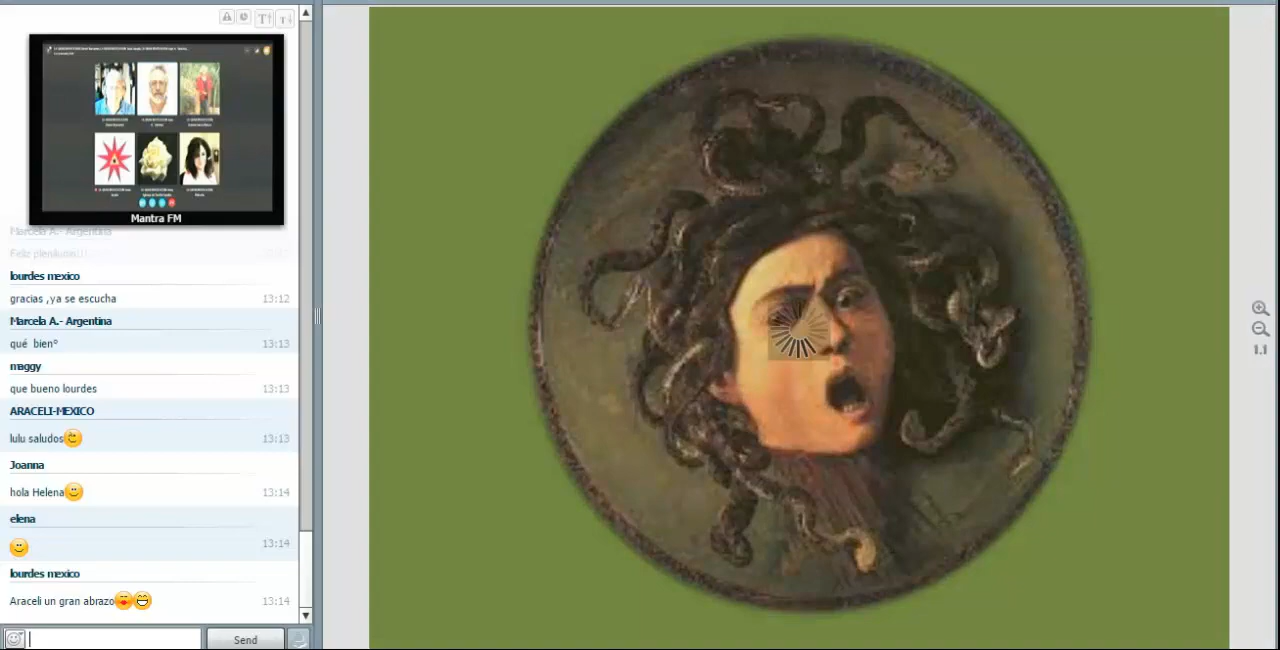 Mantra FM
Marcela A.- Argentina
Feliz plenilunio!!!
lourdes mexico
gracias ,ya se escucha 13:12
Marcela A.- Argentina
qué bien° 13:13
maggy
que bueno lourdes 13:13
ARACELI-MEXICO
lulu saludos 13:13
Joanna
hola Helena 13:14
elena
13:14
lourdes mexico
Araceli un gran abrazo 13:14
Send
1.1